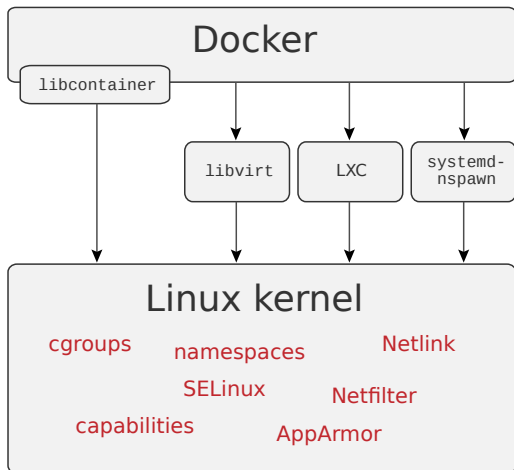 Docker
libcontainer
libvirt
LXC
systemd-
nspawn
Linux kernel
cgroups
namespaces
Netlink
SELinux
Netfilter
capabilities
AppArmor